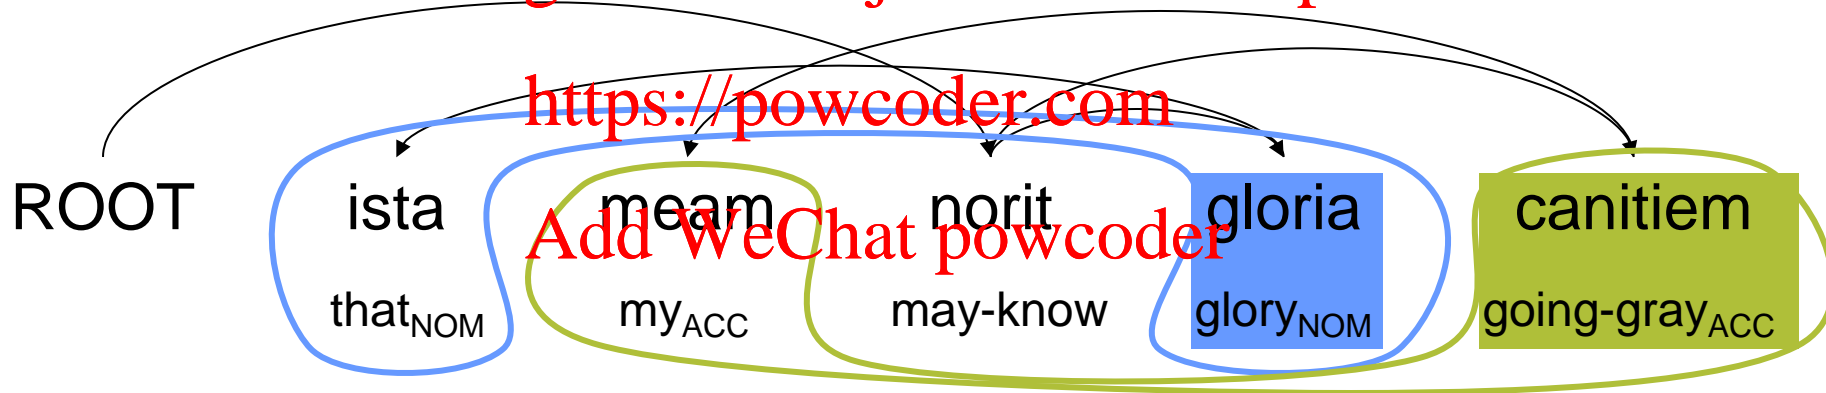 https://powcoder.com
ROOT ista meam norit gloria canitiem
Add WeChat powcoder
thatNOM myACC may-know gloryNOM going-grayACC